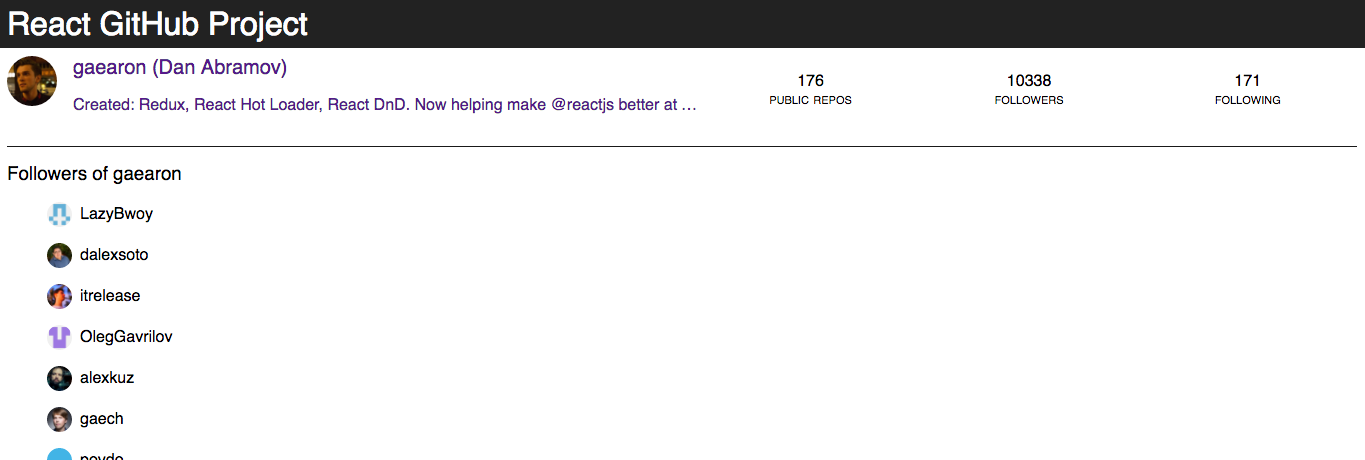 React GitHub Project
gaearon (Dan Abramov)
Created: Redux, React Hot Loader, React DnD. Now helping make @reactjs better at …
176
PUBLIC REPOS
10338
FOLLOWERS
171
FOLLOWING
Followers of gaearon
LazyBwoy
dalexsoto
itrelease
OlegGavrilov
alexkuz
gaech